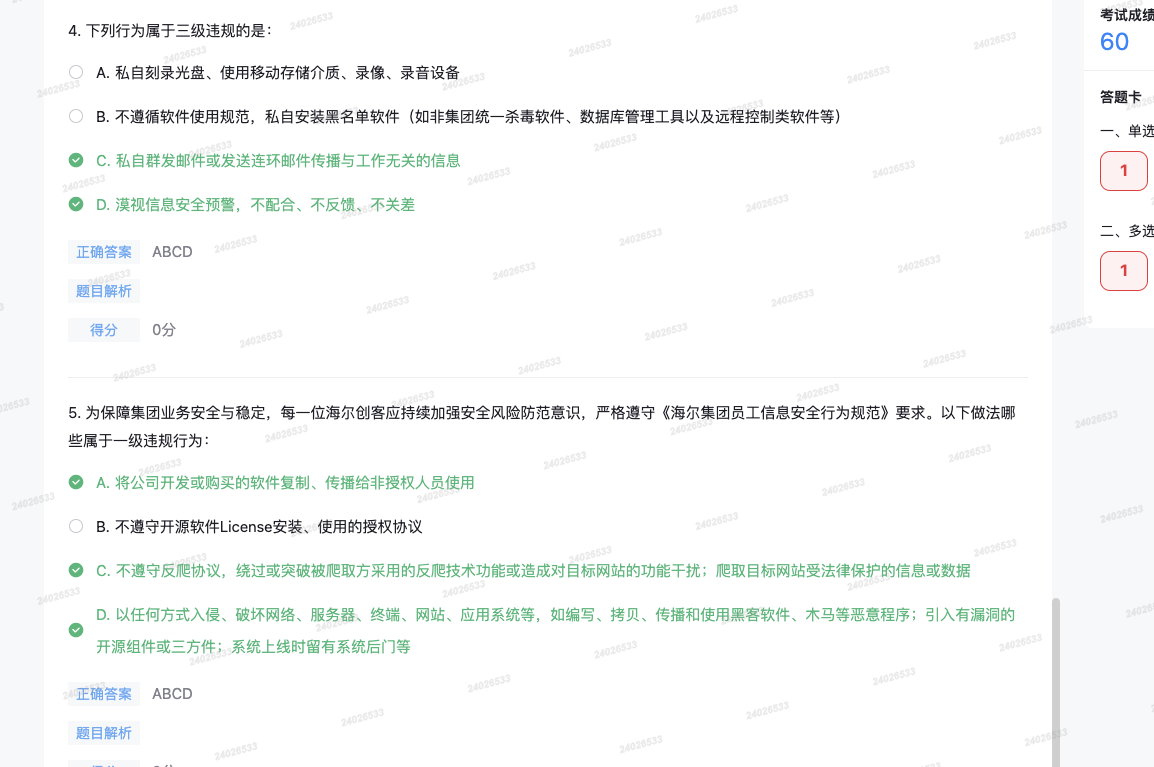 4. 下列行为属于三级违规的是：
A. 私自刻录光盘、使用移动存储介质、录像、录音设备
B. 不遵循软件使用规范，私自安装黑名单软件（如非集团统一杀毒软件、数据库管理工具以及远程控制类软件等）
C. 私自群发邮件或发送连环邮件传播与工作无关的信息
D. 漠视信息安全预警，不配合、不反馈、不关差
正确答案 ABCD
题目解析
得分 0分
5. 为保障集团业务安全与稳定，每一位海尔创客应持续加强安全风险防范意识，严格遵守《海尔集团员工信息安全行为规范》要求。以下做法哪
些属于一级违规行为：
A. 将公司开发或购买的软件复制、传播给非授权人员使用
B. 不遵守开源软件License安装、使用的授权协议
C. 不遵守反爬协议，绕过或突破被爬取方采用的反爬技术功能或造成对目标网站的功能干扰；爬取目标网站受法律保护的信息或数据
D. 以任何方式入侵、破坏网络、服务器、终端、网站、应用系统等，如编写、拷贝、传播和使用黑客软件、木马等恶意程序；引入有漏洞的
开源组件或三方件；系统上线时留有系统后门等
正确答案 ABCD
题目解析
考试成绩
60
答题卡
一、单选
1
二、多选
1
24026533